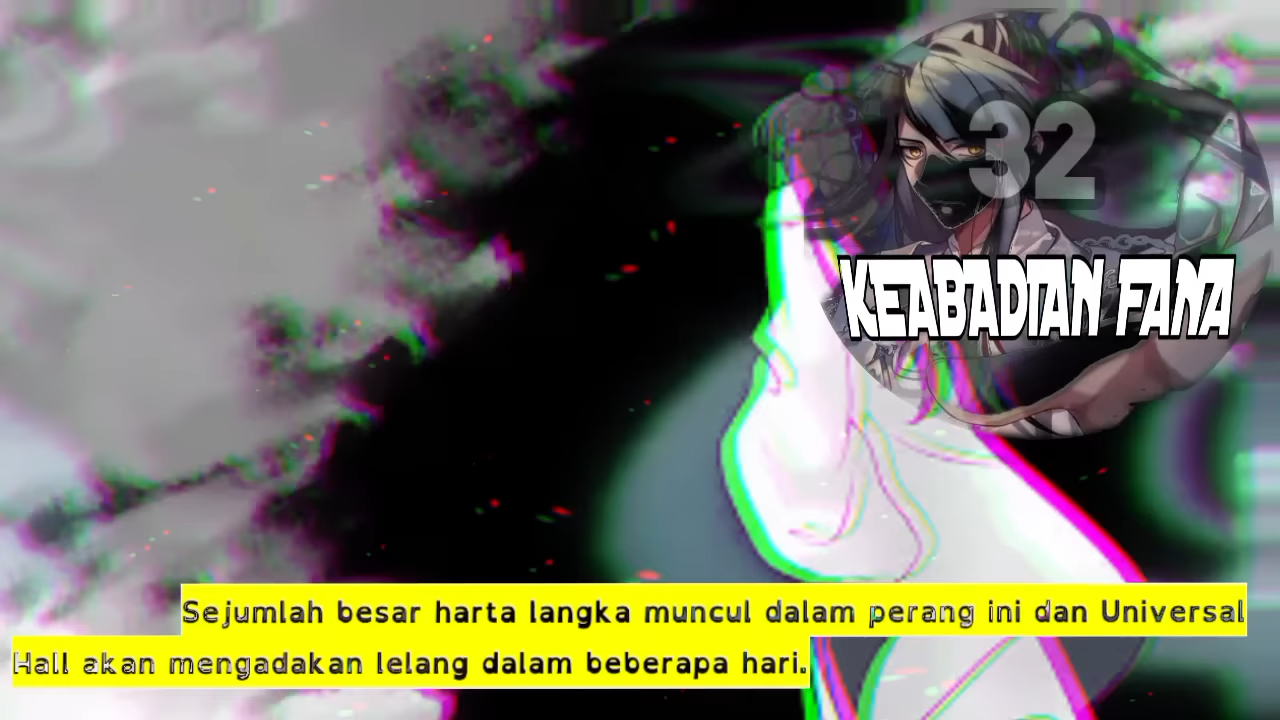 32
KEABADIAN FANA
Sejumlah besar harta langka muncul dalam perang ini dan Universal
Hall akan mengadakan lelang dalam beberapa hari.